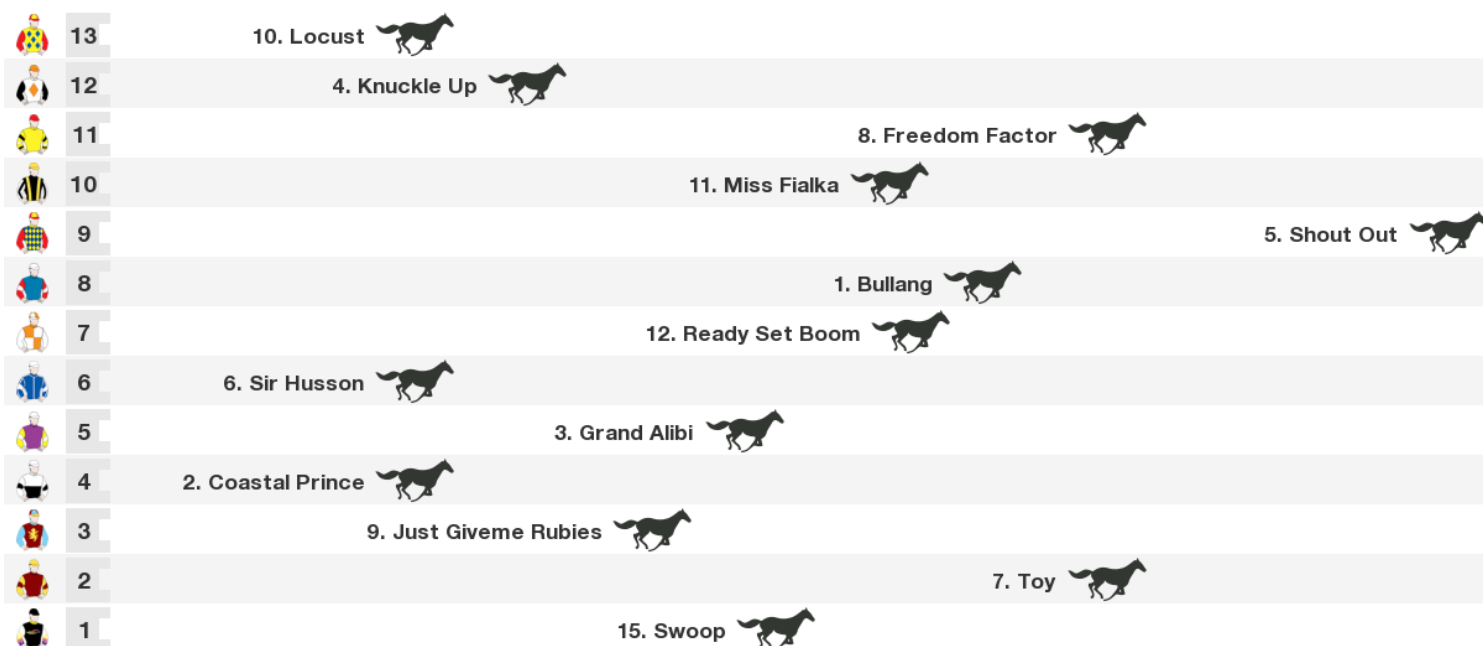 13 10. Locust
12 4. Knuckle Up
11 8. Freedom Factor
10 11. Miss Fialka
9 5. Shout Out
8 1. Bullang
7 12. Ready Set Boom
6 6. Sir Husson
5 3. Grand Alibi
4 2. Coastal Prince
3 9. Just Giveme Rubies
2 7. Toy
1 15. Swoop